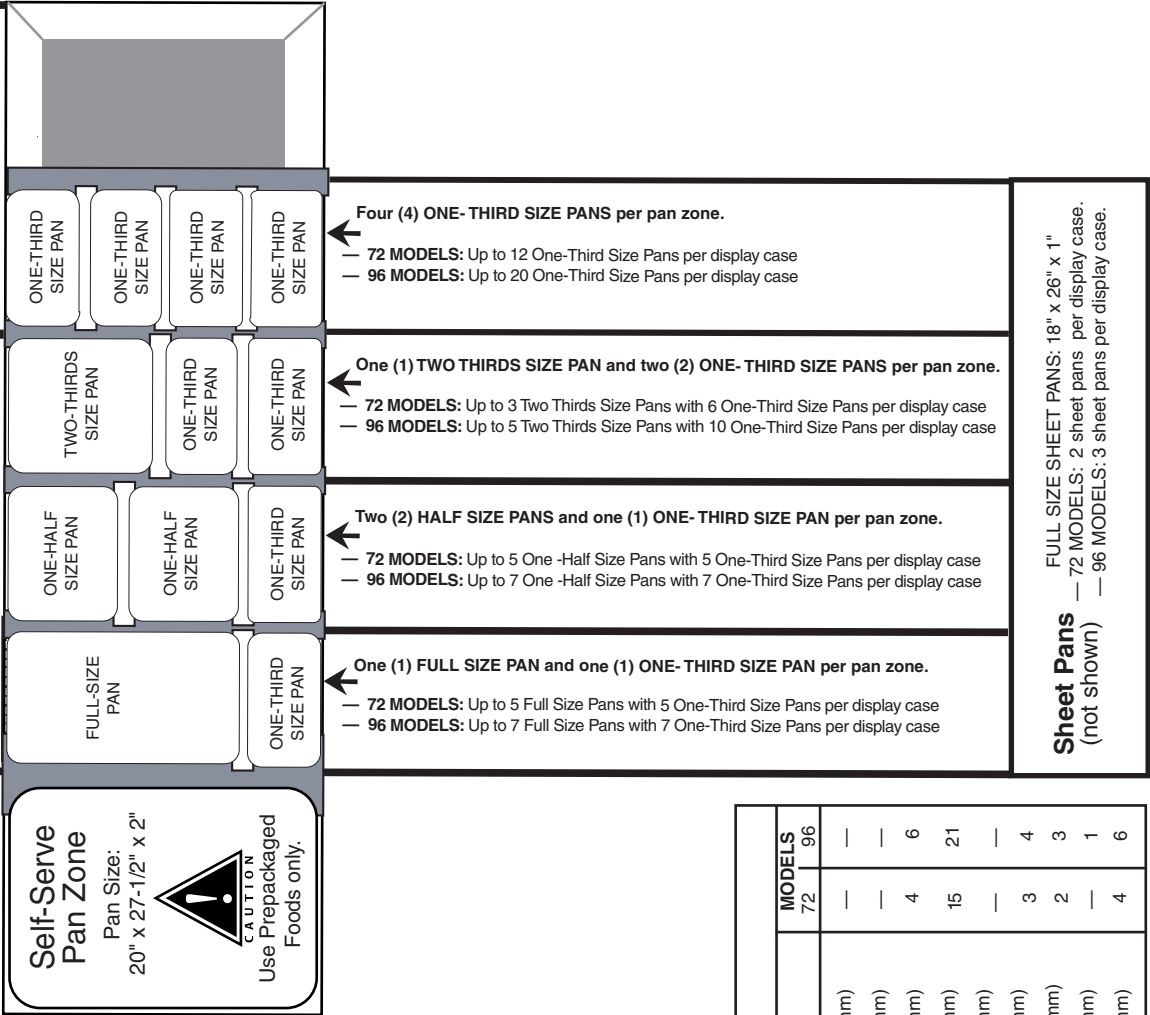 ONE-THIRD
SIZE PAN
ONE-THIRD
SIZE PAN
ONE-THIRD
SIZE PAN
ONE-THIRD
SIZE PAN
Four (4) ONE- THIRD SIZE PANS per pan zone.
— 72 MODELS: Up to 12 One-Third Size Pans per display case
— 96 MODELS: Up to 20 One-Third Size Pans per display case
TWO-THIRDS
SIZE PAN
ONE-THIRD
SIZE PAN
ONE-THIRD
SIZE PAN
One (1) TWO THIRDS SIZE PAN and two (2) ONE- THIRD SIZE PANS per pan zone.
— 72 MODELS: Up to 3 Two Thirds Size Pans with 6 One-Third Size Pans per display case
— 96 MODELS: Up to 5 Two Thirds Size Pans with 10 One-Third Size Pans per display case
ONE-HALF
SIZE PAN
ONE-HALF
SIZE PAN
ONE-THIRD
SIZE PAN
Two (2) HALF SIZE PANS and one (1) ONE- THIRD SIZE PAN per pan zone.
— 72 MODELS: Up to 5 One -Half Size Pans with 5 One-Third Size Pans per display case
— 96 MODELS: Up to 7 One -Half Size Pans with 7 One-Third Size Pans per display case
FULL-SIZE
PAN
ONE-THIRD
SIZE PAN
One (1) FULL SIZE PAN and one (1) ONE- THIRD SIZE PAN per pan zone.
— 72 MODELS: Up to 5 Full Size Pans with 5 One-Third Size Pans per display case
— 96 MODELS: Up to 7 Full Size Pans with 7 One-Third Size Pans per display case
Self-Serve
Pan Zone
Pan Size:
20" x 27-1/2" x 2"
!
CAUTION
Use Prepackaged
Foods only.
Sheet Pans
(not shown)
FULL SIZE SHEET PANS: 18" x 26" x 1"
— 72 MODELS: 2 sheet pans per display case.
— 96 MODELS: 3 sheet pans per display case.
MODELS
72 96
mm) — —
mm) — —
mm) 4 6
mm) 15 21
mm) — —
mm) 3 4
mm) 2 3
mm) — 1
mm) 4 6